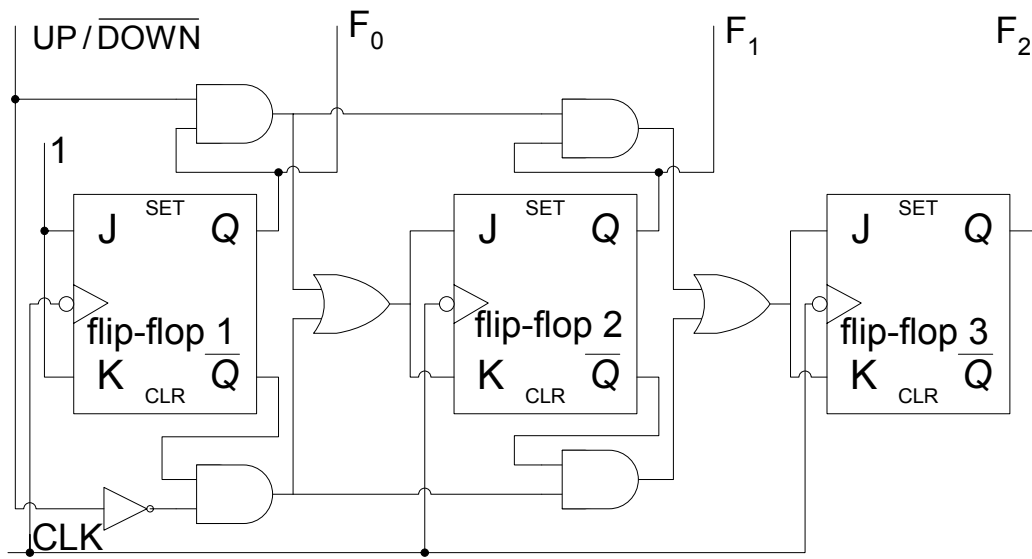 UP / D̅O̅W̅N̅ F₀ F₁ F₂
1
SET SET SET
J Q J Q J Q
flip-flop 1 flip-flop 2 flip-flop 3
K Q̅ K Q̅ K Q̅
CLR CLR CLR
CLK